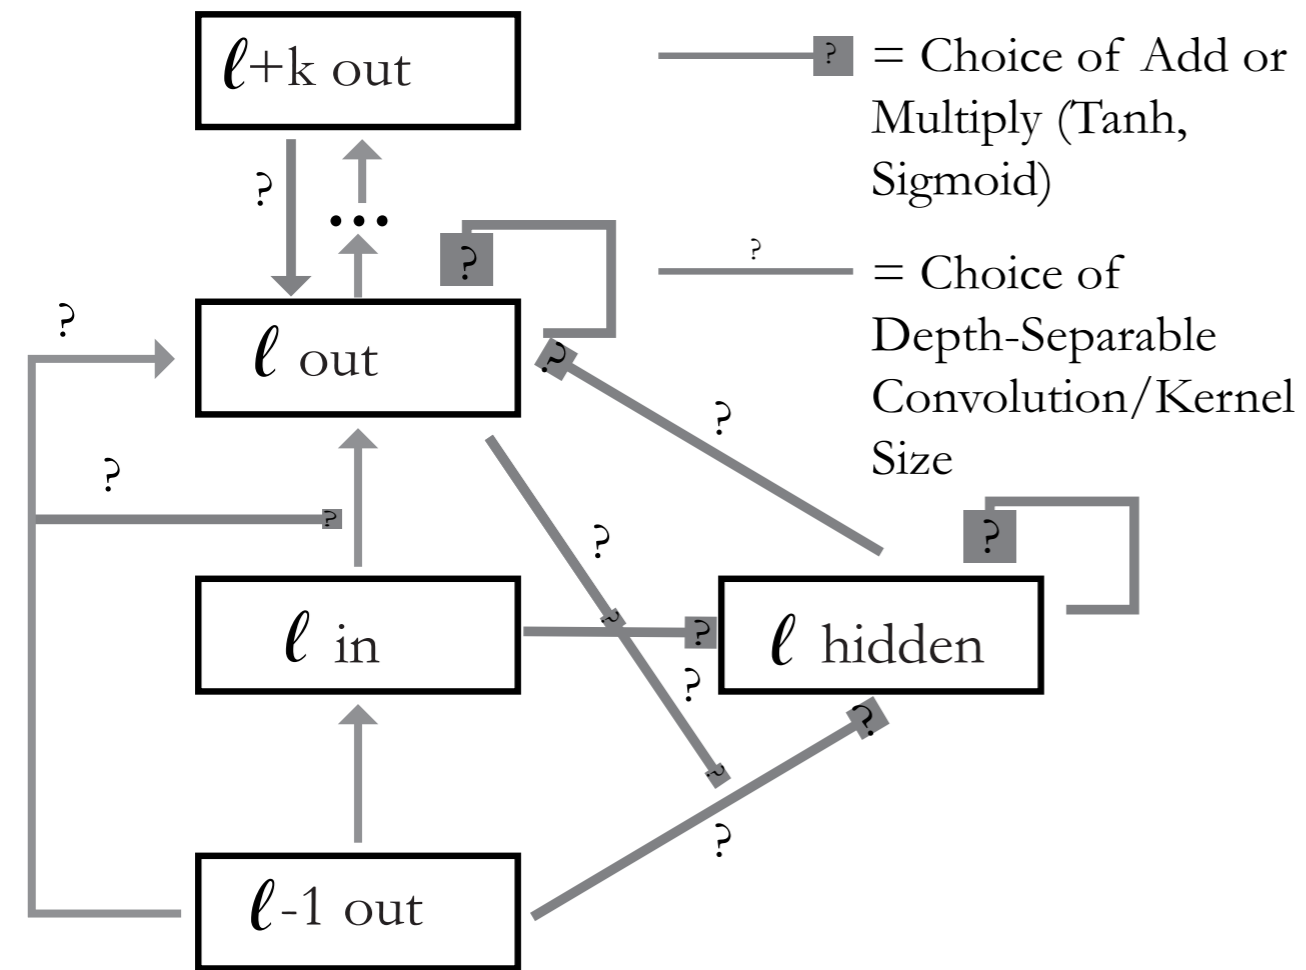 ℓ+k out
? = Choice of Add or
Multiply (Tanh,
Sigmoid)
?
...
?
? = Choice of
Depth-Separable
Convolution/Kernel
Size
?
ℓ out
?
?
?
?
?
?
?
ℓ in
?
?
ℓ hidden
?
?
?
?
ℓ-1 out